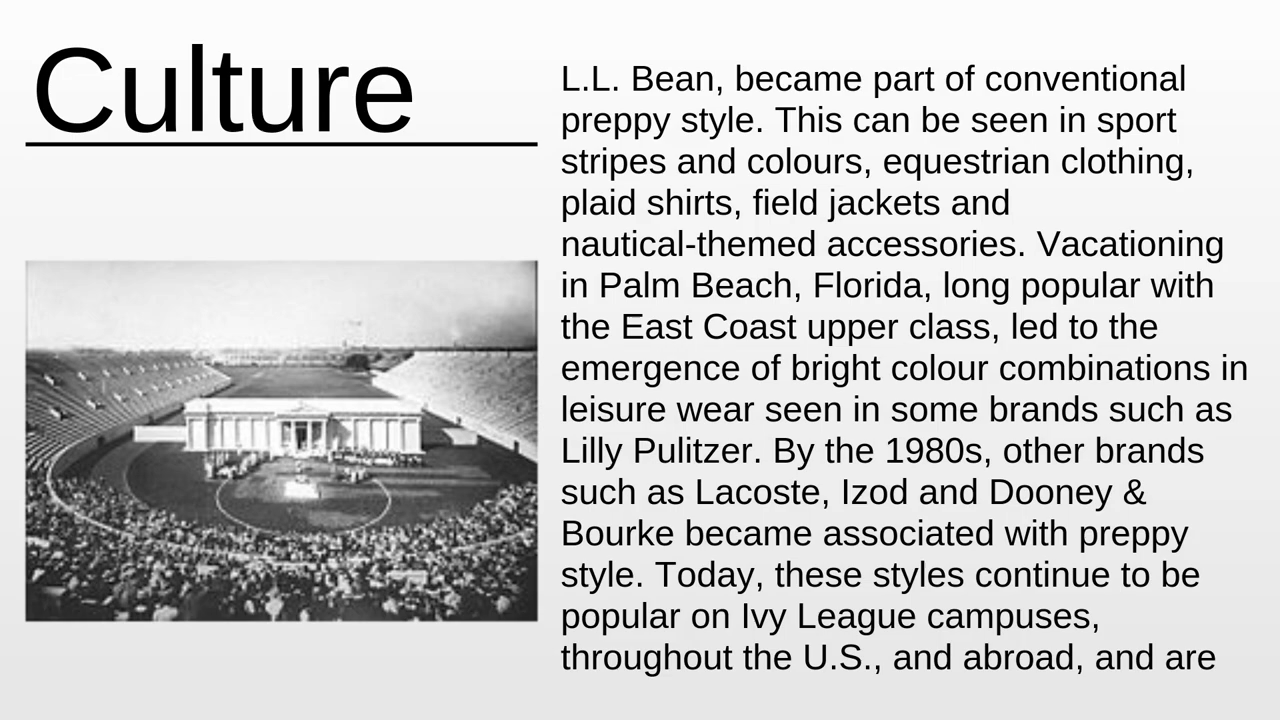 Culture
L.L. Bean, became part of conventional
preppy style. This can be seen in sport
stripes and colours, equestrian clothing,
plaid shirts, field jackets and
nautical-themed accessories. Vacationing
in Palm Beach, Florida, long popular with
the East Coast upper class, led to the
emergence of bright colour combinations in
leisure wear seen in some brands such as
Lilly Pulitzer. By the 1980s, other brands
such as Lacoste, Izod and Dooney &
Bourke became associated with preppy
style. Today, these styles continue to be
popular on Ivy League campuses,
throughout the U.S., and abroad, and are